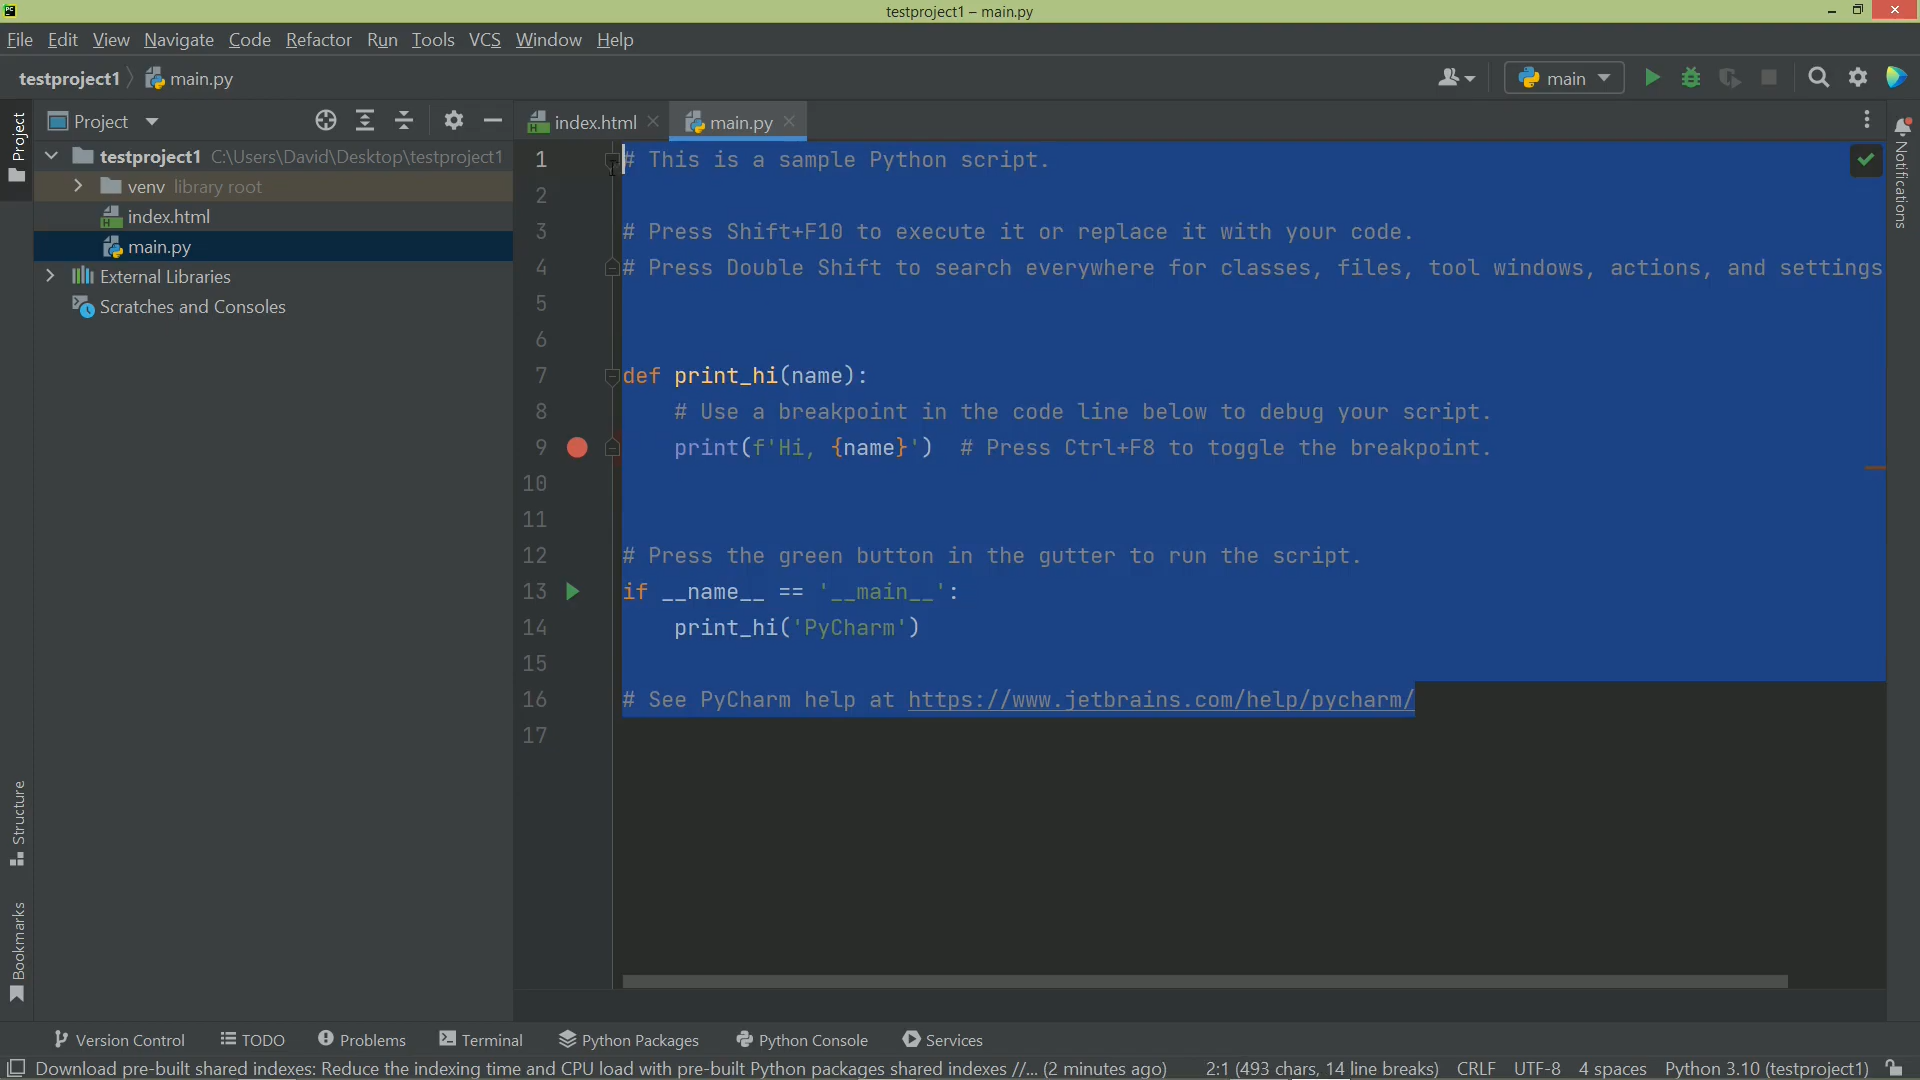 PC
testproject1 – main.py
File Edit View Navigate Code Refactor Run Tools VCS Window Help
testproject1 main.py
main
Project
Project
index.html
main.py
Notifications
testproject1 C:\Users\David\Desktop\testproject1
venv library root
index.html
main.py
External Libraries
Scratches and Consoles
1 # This is a sample Python script.
2
3 # Press Shift+F10 to execute it or replace it with your code.
4 # Press Double Shift to search everywhere for classes, files, tool windows, actions, and settings
5
6
7 def print_hi(name):
8     # Use a breakpoint in the code line below to debug your script.
9     print(f'Hi, {name}')  # Press Ctrl+F8 to toggle the breakpoint.
10
11
12 # Press the green button in the gutter to run the script.
13 if __name__ == '__main__':
14     print_hi('PyCharm')
15
16 # See PyCharm help at https://www.jetbrains.com/help/pycharm/
17
Structure
Bookmarks
Version Control TODO Problems Terminal Python Packages Python Console Services
Download pre-built shared indexes: Reduce the indexing time and CPU load with pre-built Python packages shared indexes //... (2 minutes ago) 2:1 (493 chars, 14 line breaks) CRLF UTF-8 4 spaces Python 3.10 (testproject1)